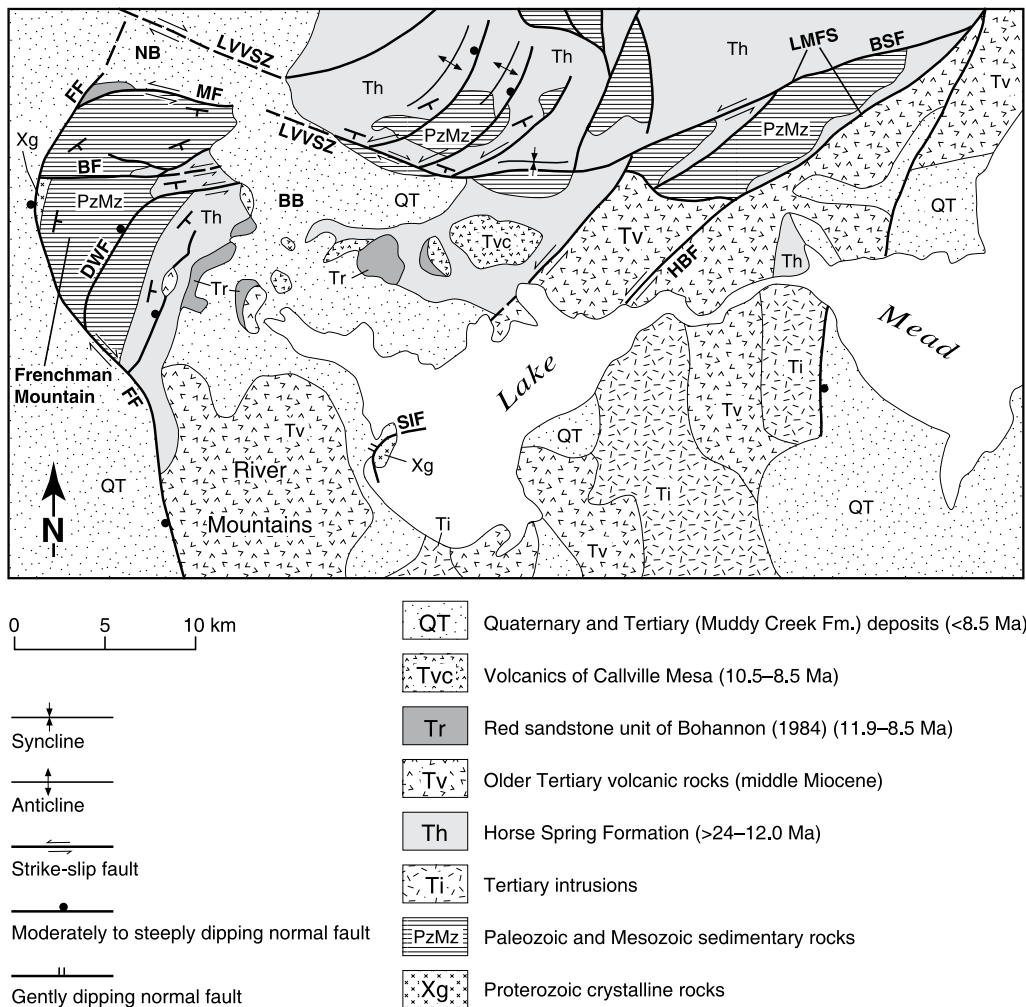 NB
LVVSZ
Th
Th
LMFS
BSF
Tv
FF
MF
Xg
LVVSZ
PzMz
PzMz
BF
PzMz
BB
QT
QT
Th
DWF
Tvc
Tv
Tr
Tr
HBF
Th
Frenchman
Mountain
FF
Lake
Mead
Ti
Tv
Tv
QT
SIF
Xg
River
Mountains
QT
N
Ti
Ti
Tv
QT
0 5 10 km
Syncline
Anticline
Strike-slip fault
Moderately to steeply dipping normal fault
Gently dipping normal fault
QT Quaternary and Tertiary (Muddy Creek Fm.) deposits (<8.5 Ma)
Tvc Volcanics of Callville Mesa (10.5–8.5 Ma)
Tr Red sandstone unit of Bohannon (1984) (11.9–8.5 Ma)
Tv Older Tertiary volcanic rocks (middle Miocene)
Th Horse Spring Formation (>24–12.0 Ma)
Ti Tertiary intrusions
PzMz Paleozoic and Mesozoic sedimentary rocks
Xg Proterozoic crystalline rocks